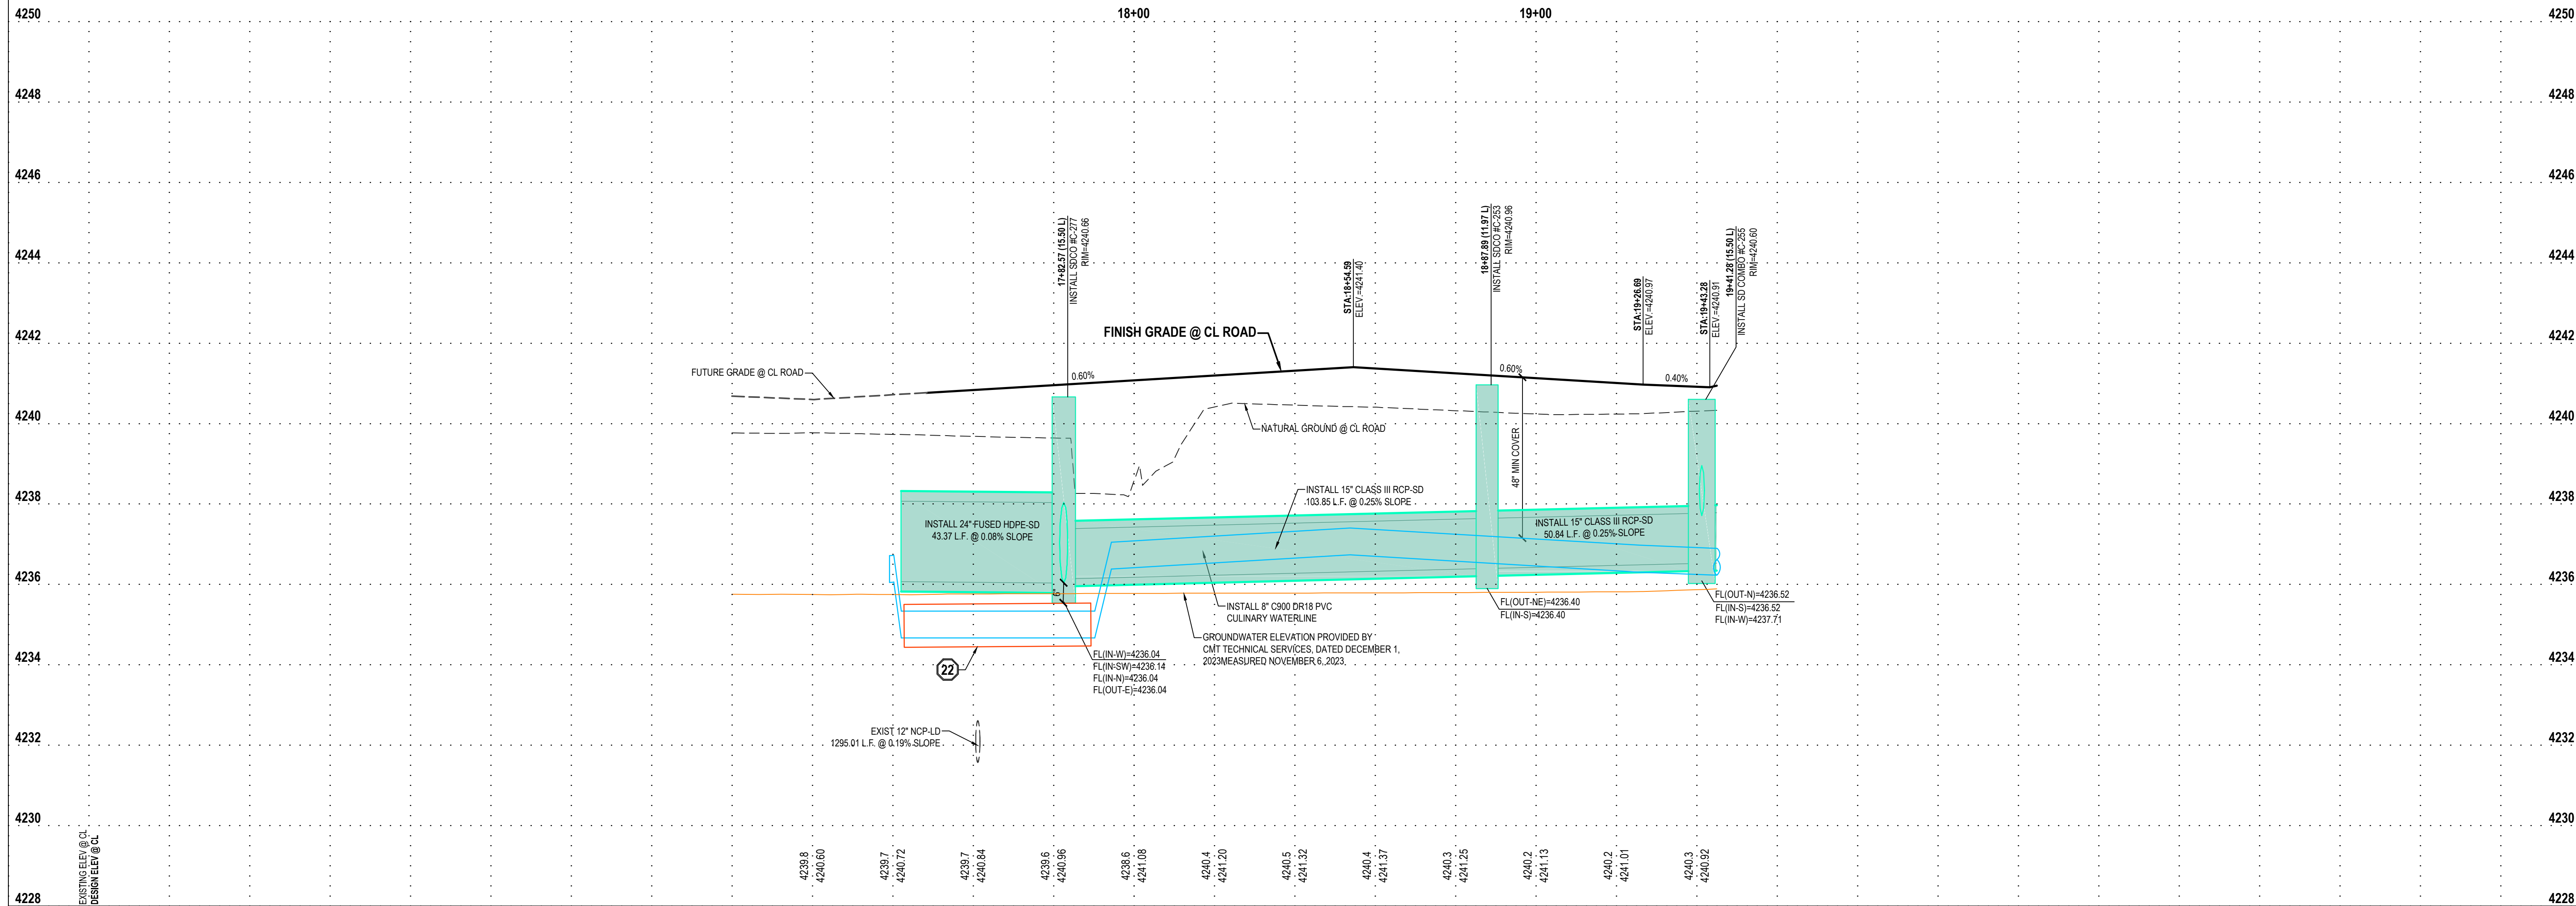 18+00
19+00
4250
4250
4248
4248
4246
4246
4244
4244
4242
4242
4240
4240
4238
4238
4236
4236
4234
4234
4232
4232
4230
4230
4228
4228
17+82.57 (15.50 L)
INSTALL SDCO #C-277
RIM=4240.66
STA:18+54.59
ELEV.=4241.40
18+87.89 (11.97 L)
INSTALL SDCO #C-253
RIM=4240.96
STA:19+26.69
ELEV.=4240.97
STA:19+43.28
ELEV.=4240.91
19+41.28 (15.50 L)
INSTALL SD COMBO #C-255
RIM=4240.60
FINISH GRADE @ CL ROAD
FUTURE GRADE @ CL ROAD
0.60%
0.60%
0.40%
NATURAL GROUND @ CL ROAD
48" MIN COVER
INSTALL 24" FUSED HDPE-SD
43.37 L.F. @ 0.08% SLOPE
INSTALL 15" CLASS III RCP-SD
103.85 L.F. @ 0.25% SLOPE
INSTALL 15" CLASS III RCP-SD
50.84 L.F. @ 0.25% SLOPE
6"
INSTALL 8" C900 DR18 PVC
CULINARY WATERLINE
GROUNDWATER ELEVATION PROVIDED BY
CMT TECHNICAL SERVICES, DATED DECEMBER 1,
2023MEASURED NOVEMBER 6, 2023.
FL(OUT-NE)=4236.40
FL(IN-S)=4236.40
FL(OUT-N)=4236.52
FL(IN-S)=4236.52
FL(IN-W)=4237.71
FL(IN-W)=4236.04
FL(IN-SW)=4236.14
FL(IN-N)=4236.04
FL(OUT-E)=4236.04
22
EXIST 12" NCP-LD
1295.01 L.F. @ 0.19% SLOPE
EXISTING ELEV @ CL
DESIGN ELEV @ CL
4239.8
4240.60
4239.7
4240.72
4239.7
4240.84
4239.6
4240.96
4238.6
4241.08
4240.4
4241.20
4240.5
4241.32
4240.4
4241.37
4240.3
4241.25
4240.2
4241.13
4240.2
4241.01
4240.3
4240.92